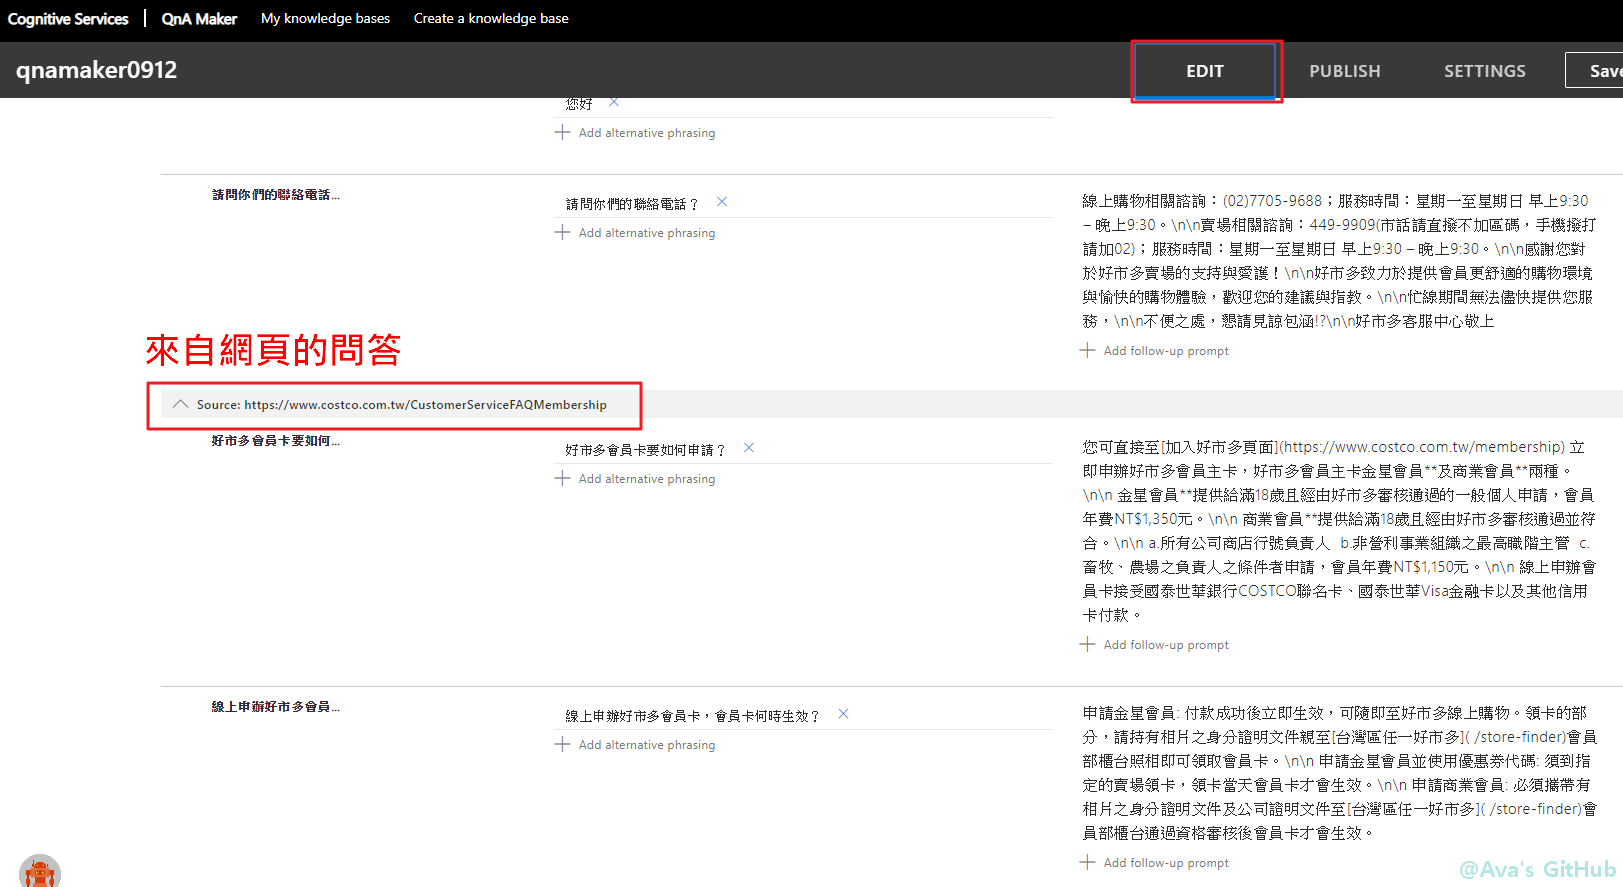 Cognitive Services | QnA Maker My knowledge bases Create a knowledge base
qnamaker0912 EDIT PUBLISH SETTINGS Save
您好 ×
+ Add alternative phrasing
請問你們的聯絡電話...
請問你們的聯絡電話？ ×
+ Add alternative phrasing
線上購物相關諮詢：(02)7705-9688；服務時間：星期一至星期日 早上9:30
– 晚上9:30。\n\n賣場相關諮詢：449-9909(市話請直撥不加區碼，手機撥打
請加02)；服務時間：星期一至星期日 早上9:30 – 晚上9:30。\n\n感謝您對
於好市多賣場的支持與愛護！\n\n好市多致力於提供會員更舒適的購物環境
與愉快的購物體驗，歡迎您的建議與指教。\n\n忙線期間無法儘快提供您服
務，\n\n不便之處，懇請見諒包涵!?\n\n好市多客服中心敬上
+ Add follow-up prompt
來自網頁的問答
Source: https://www.costco.com.tw/CustomerServiceFAQMembership
好市多會員卡要如何...
好市多會員卡要如何申請？ ×
+ Add alternative phrasing
您可直接至[加入好市多頁面](https://www.costco.com.tw/membership) 立
即申辦好市多會員主卡，好市多會員主卡金星會員**及商業會員**兩種。
\n\n 金星會員**提供給滿18歲且經由好市多審核通過的一般個人申請，會員
年費NT$1,350元。\n\n 商業會員**提供給滿18歲且經由好市多審核通過並符
合。\n\n a.所有公司商店行號負責人 b.非營利事業組織之最高職階主管 c.
畜牧、農場之負責人之條件者申請，會員年費NT$1,150元。\n\n 線上申辦會
員卡接受國泰世華銀行COSTCO聯名卡、國泰世華Visa金融卡以及其他信用
卡付款。
+ Add follow-up prompt
線上申辦好市多會員...
線上申辦好市多會員卡，會員卡何時生效？ ×
+ Add alternative phrasing
申請金星會員: 付款成功後立即生效，可隨即至好市多線上購物。領卡的部
分，請持有相片之身分證明文件親至[台灣區任一好市多]( /store-finder)會員
部櫃台照相即可領取會員卡。\n\n 申請金星會員並使用優惠券代碼: 須到指
定的賣場領卡，領卡當天會員卡才會生效。\n\n 申請商業會員: 必須攜帶有
相片之身分證明文件及公司證明文件至[台灣區任一好市多]( /store-finder)會
員部櫃台通過資格審核後會員卡才會生效。
+ Add follow-up prompt
@Ava's GitHub